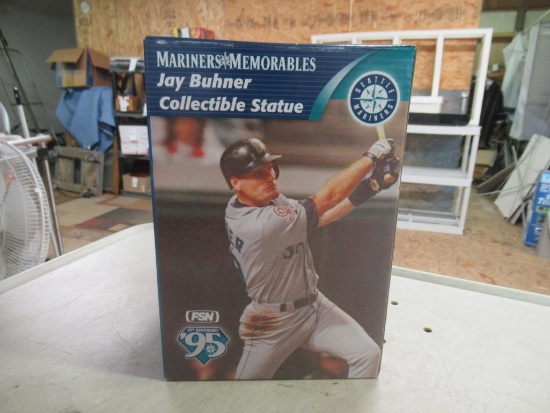 MARINERS MEMORABLES
Jay Buhner
Collectible Statue
SEATTLE
MARINERS
FSN
'95